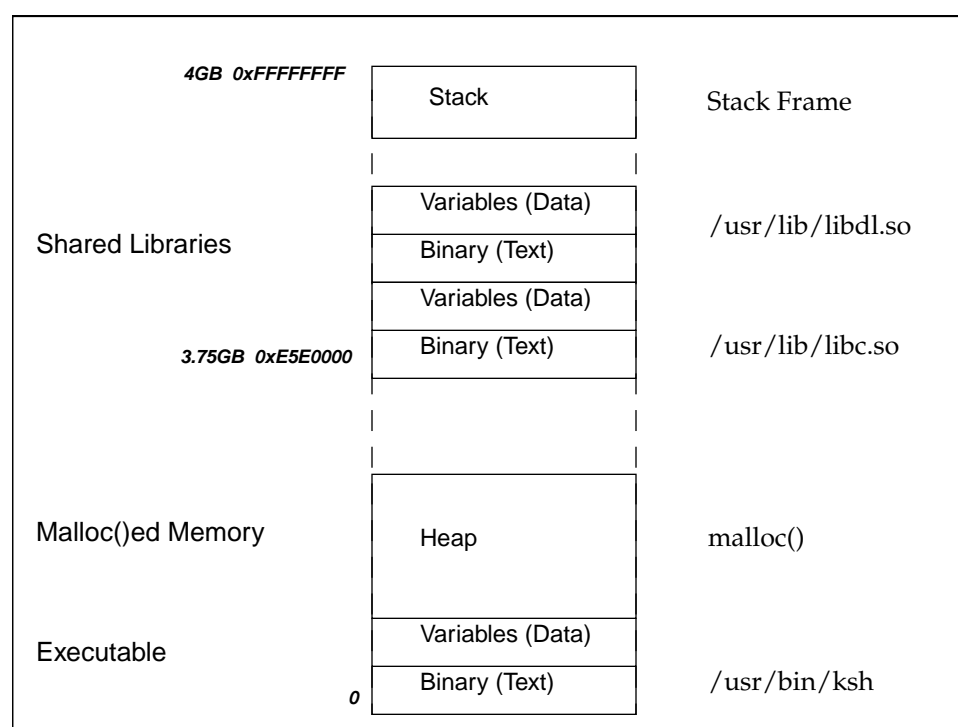 4GB 0xFFFFFFFF
Stack
Stack Frame
Variables (Data)
/usr/lib/libdl.so
Shared Libraries
Binary (Text)
Variables (Data)
3.75GB 0xE5E0000
Binary (Text)
/usr/lib/libc.so
Malloc()ed Memory
Heap
malloc()
Variables (Data)
Executable
Binary (Text)
/usr/bin/ksh
0